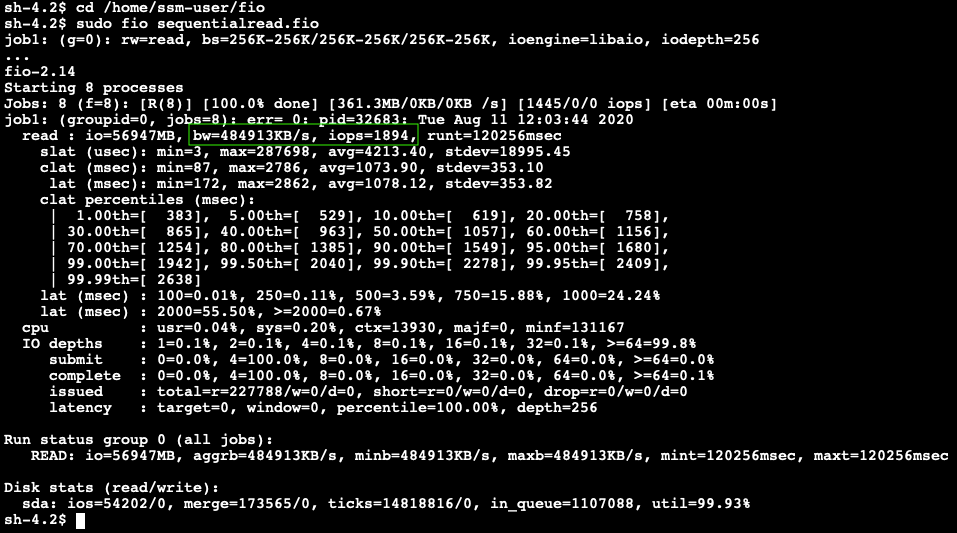 sh-4.2$ cd /home/ssm-user/fio
sh-4.2$ sudo fio sequentialread.fio
job1: (g=0): rw=read, bs=256K-256K/256K-256K/256K-256K, ioengine=libaio, iodepth=256
...
fio-2.14
Starting 8 processes
Jobs: 8 (f=8): [R(8)] [100.0% done] [361.3MB/0KB/0KB /s] [1445/0/0 iops] [eta 00m:00s]
job1: (groupid=0, jobs=8): err= 0: pid=32683: Tue Aug 11 12:03:44 2020
  read : io=56947MB, bw=484913KB/s, iops=1894, runt=120256msec
    slat (usec): min=3, max=287698, avg=4213.40, stdev=18995.45
    clat (msec): min=87, max=2786, avg=1073.90, stdev=353.10
     lat (msec): min=172, max=2862, avg=1078.12, stdev=353.82
    clat percentiles (msec):
     |  1.00th=[  383],  5.00th=[  529], 10.00th=[  619], 20.00th=[  758],
     | 30.00th=[  865], 40.00th=[  963], 50.00th=[ 1057], 60.00th=[ 1156],
     | 70.00th=[ 1254], 80.00th=[ 1385], 90.00th=[ 1549], 95.00th=[ 1680],
     | 99.00th=[ 1942], 99.50th=[ 2040], 99.90th=[ 2278], 99.95th=[ 2409],
     | 99.99th=[ 2638]
    lat (msec) : 100=0.01%, 250=0.11%, 500=3.59%, 750=15.88%, 1000=24.24%
    lat (msec) : 2000=55.50%, >=2000=0.67%
  cpu          : usr=0.04%, sys=0.20%, ctx=13930, majf=0, minf=131167
  IO depths    : 1=0.1%, 2=0.1%, 4=0.1%, 8=0.1%, 16=0.1%, 32=0.1%, >=64=99.8%
     submit    : 0=0.0%, 4=100.0%, 8=0.0%, 16=0.0%, 32=0.0%, 64=0.0%, >=64=0.0%
     complete  : 0=0.0%, 4=100.0%, 8=0.0%, 16=0.0%, 32=0.0%, 64=0.0%, >=64=0.1%
     issued    : total=r=227788/w=0/d=0, short=r=0/w=0/d=0, drop=r=0/w=0/d=0
     latency   : target=0, window=0, percentile=100.00%, depth=256
Run status group 0 (all jobs):
   READ: io=56947MB, aggrb=484913KB/s, minb=484913KB/s, maxb=484913KB/s, mint=120256msec, maxt=120256msec
Disk stats (read/write):
  sda: ios=54202/0, merge=173565/0, ticks=14818816/0, in_queue=1107088, util=99.93%
sh-4.2$